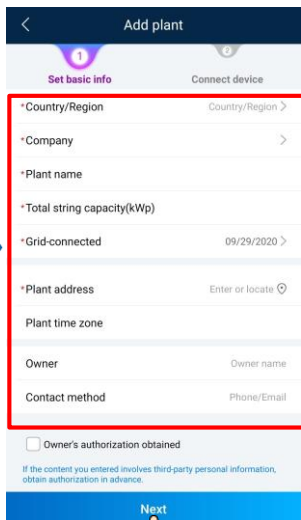 Add plant
1
2
Set basic info
Connect device
*Country/Region
Country/Region >
*Company
>
*Plant name
*Total string capacity(kWp)
*Grid-connected
09/29/2020 >
*Plant address
Enter or locate
Plant time zone
Owner
Owner name
Contact method
Phone/Email
Owner's authorization obtained
If the content you entered involves third-party personal information,
obtain authorization in advance.
Next